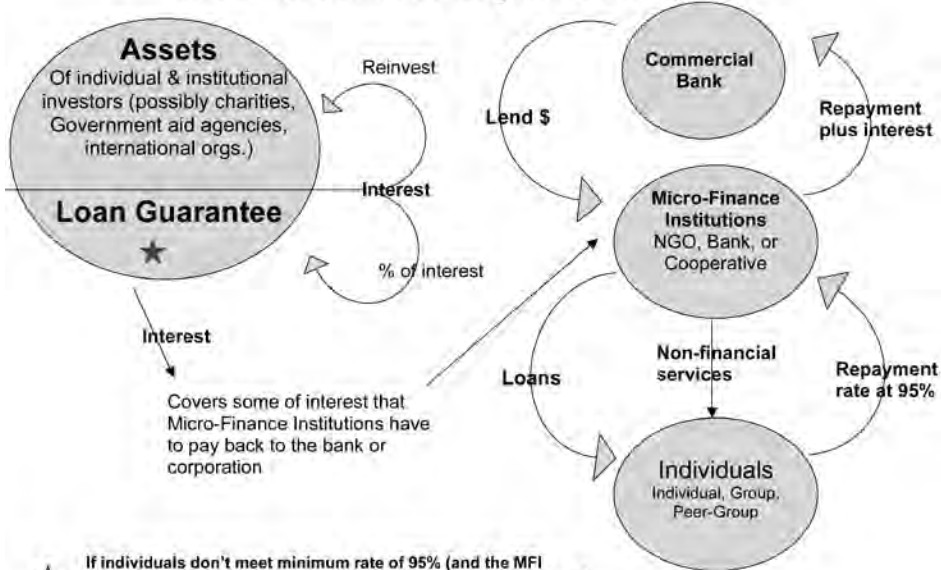 Assets
Of individual & institutional
investors (possibly charities,
Government aid agencies,
international orgs.)
Loan Guarantee
Reinvest
Interest
% of interest
Interest
Covers some of interest that
Micro-Finance Institutions have
to pay back to the bank or
corporation
Commercial
Bank
Lend $
Repayment
plus interest
Micro-Finance
Institutions
NGO, Bank, or
Cooperative
Loans
Non-financial
services
Repayment
rate at 95%
Individuals
Individual, Group,
Peer-Group
If individuals don't meet minimum rate of 95% (and the MFI